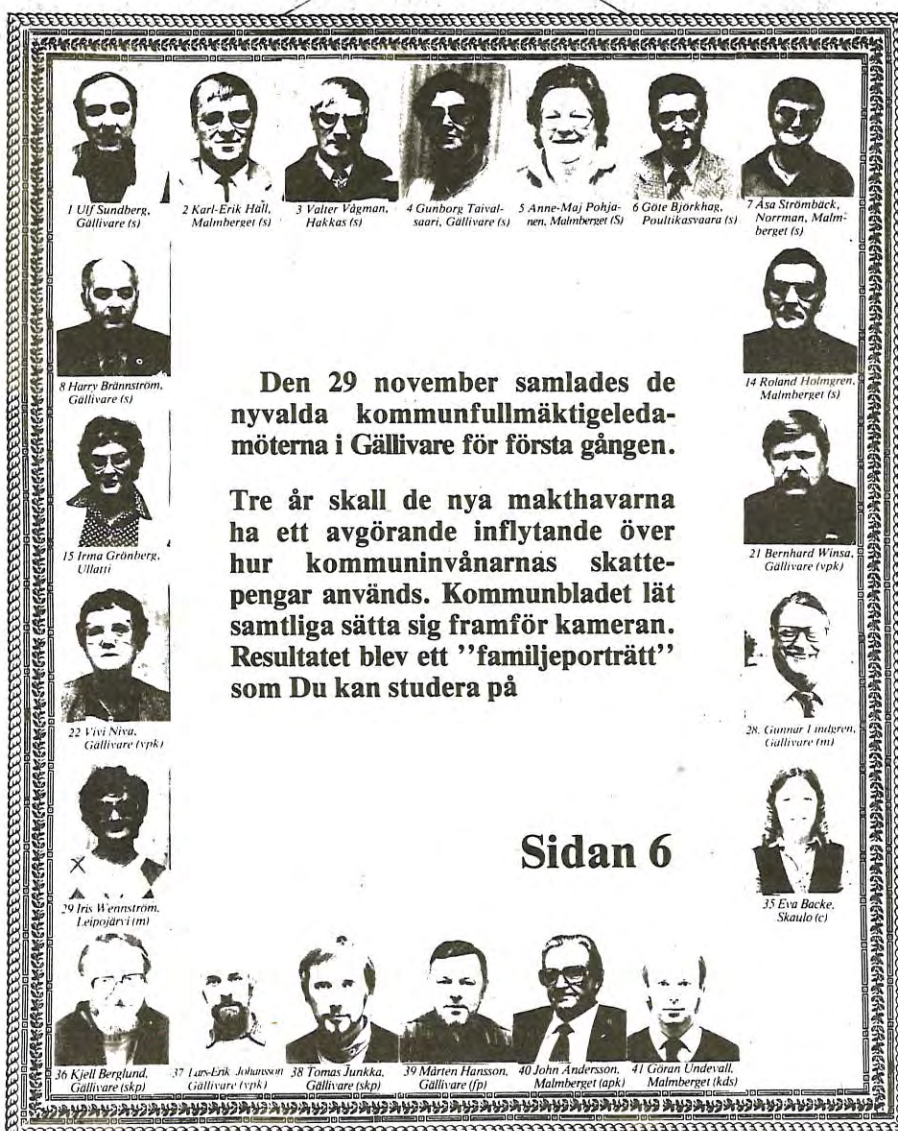 1 Ulf Sundberg,
Gällivare (s)
2 Karl-Erik Häll,
Malmberget (s)
3 Valter Vågman,
Hakkas (s)
4 Gunborg Taival-
saari, Gällivare (s)
5 Anne-Maj Pohja-
nen, Malmberget (S)
6 Göte Björkhag,
Poultikasvaara (s)
7 Åsa Strömbäck,
Norrman, Malm-
berget (s)
8 Harry Brännström,
Gällivare (s)
14 Roland Holmgren,
Malmberget (s)
Den 29 november samlades de
nyvalda kommunfullmäktigeleda-
möterna i Gällivare för första gången.
Tre år skall de nya makthavarna
ha ett avgörande inflytande över
hur kommuninvånarnas skatte-
pengar används. Kommunbladet lät
samtliga sätta sig framför kameran.
Resultatet blev ett ''familjeporträtt''
som Du kan studera på
Sidan 6
15 Irma Grönberg,
Ullatti
21 Bernhard Winsa,
Gällivare (vpk)
22 Vivi Niva,
Gällivare (vpk)
28. Gunnar Lindgren,
Gällivare (m)
29 Iris Wennström,
Leipojärvi (m)
35 Eva Backe,
Skaulo (c)
36 Kjell Berglund,
Gällivare (skp)
37 Lars-Erik Johansson
Gällivare (vpk)
38 Tomas Junkka,
Gällivare (skp)
39 Mårten Hansson,
Gällivare (fp)
40 John Andersson,
Malmberget (apk)
41 Göran Undevall,
Malmberget (kds)